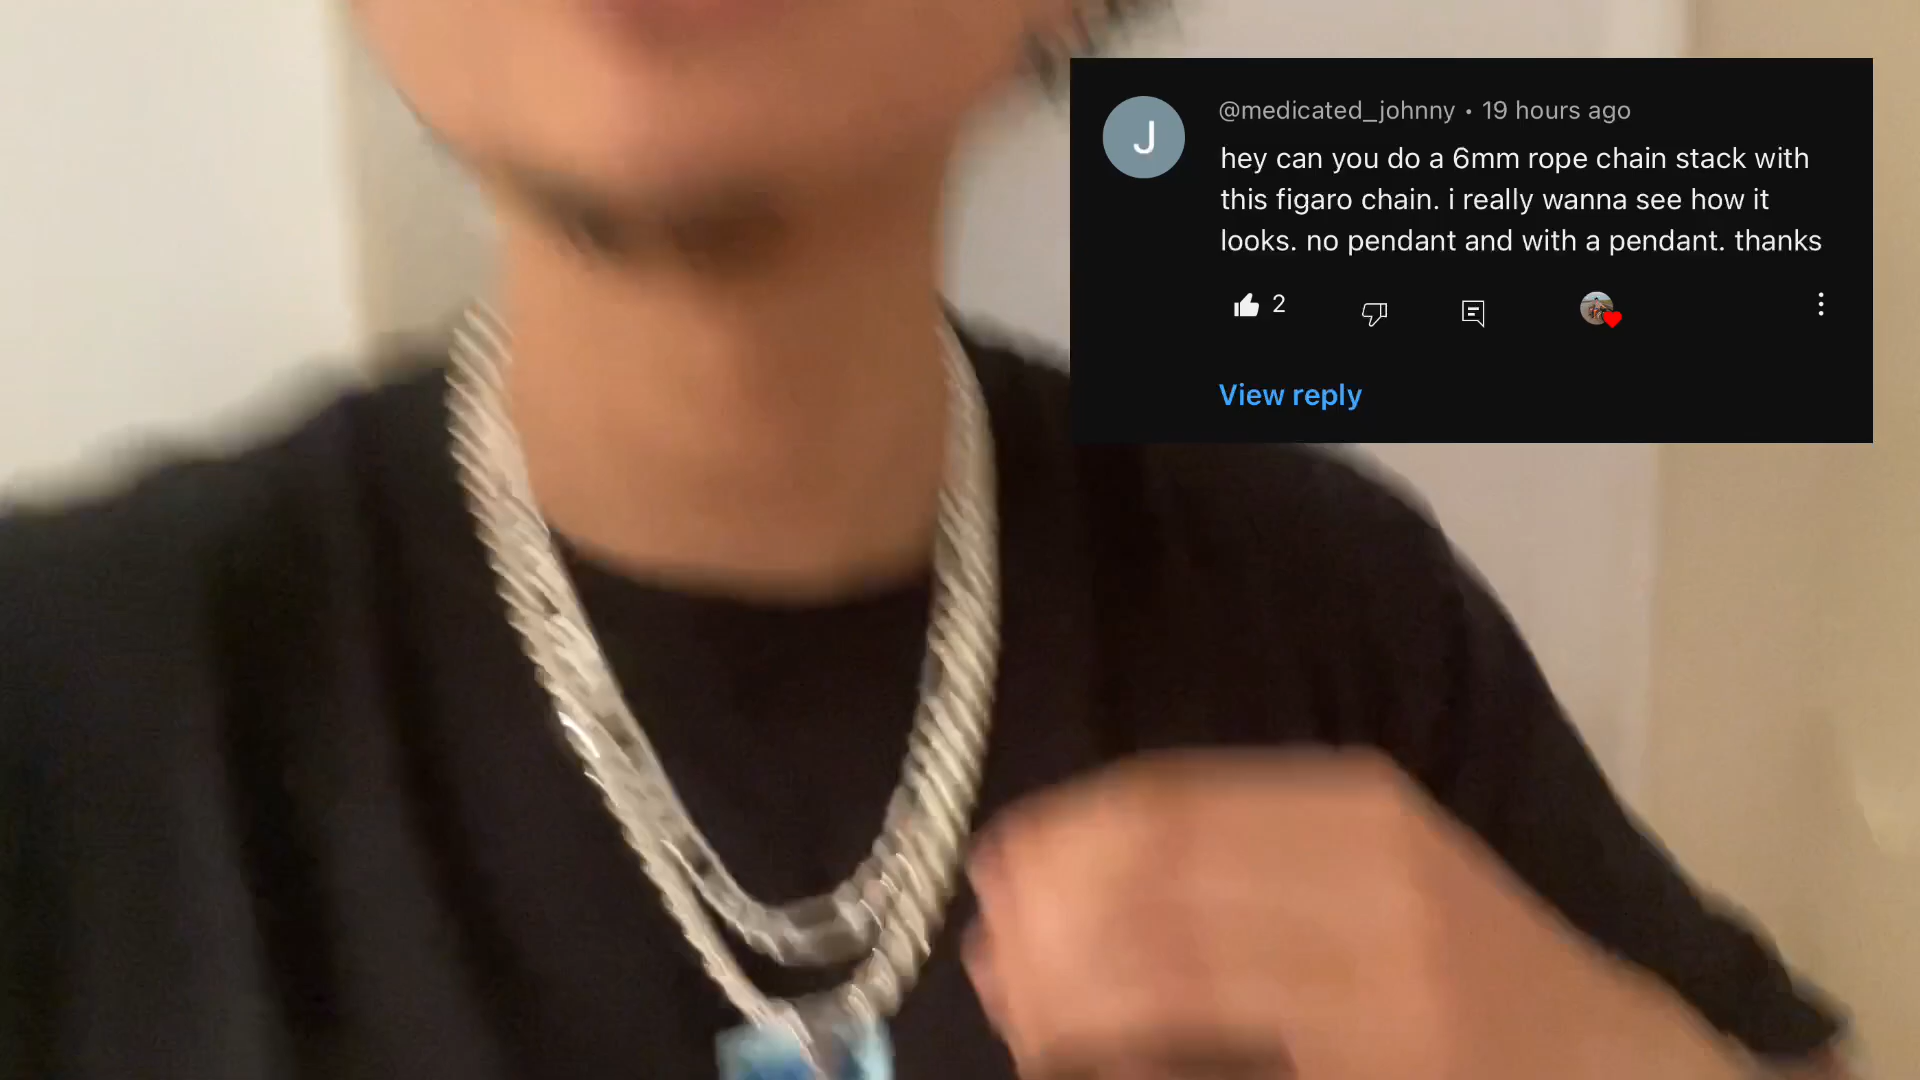 J
@medicated_johnny • 19 hours ago
hey can you do a 6mm rope chain stack with
this figaro chain. i really wanna see how it
looks. no pendant and with a pendant. thanks
2
View reply